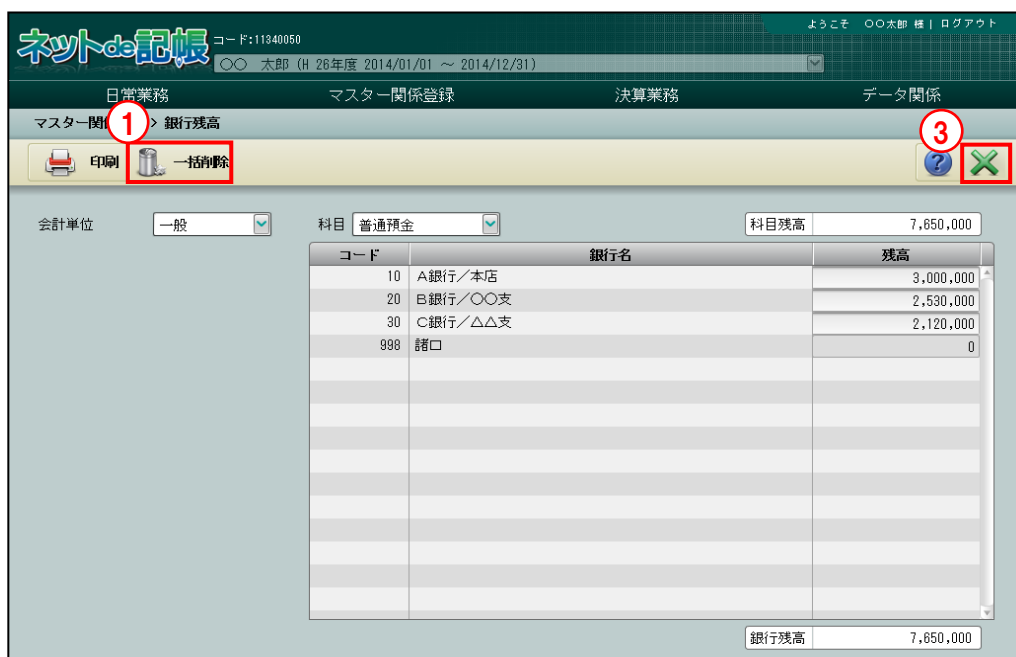 ようこそ 〇〇太郎 様 | ログアウト
ネットde記帳 コード:11340050
〇〇 太郎 (H 26年度 2014/01/01 ～ 2014/12/31)
日常業務 マスター関係登録 決算業務 データ関係
マスター関係 > 銀行残高
① ③
印刷 一括削除 ?
会計単位 一般 科目 普通預金 科目残高 7,650,000
コード 銀行名 残高
10 A銀行／本店 3,000,000
20 B銀行／〇〇支 2,530,000
30 C銀行／△△支 2,120,000
998 諸口 0
銀行残高 7,650,000